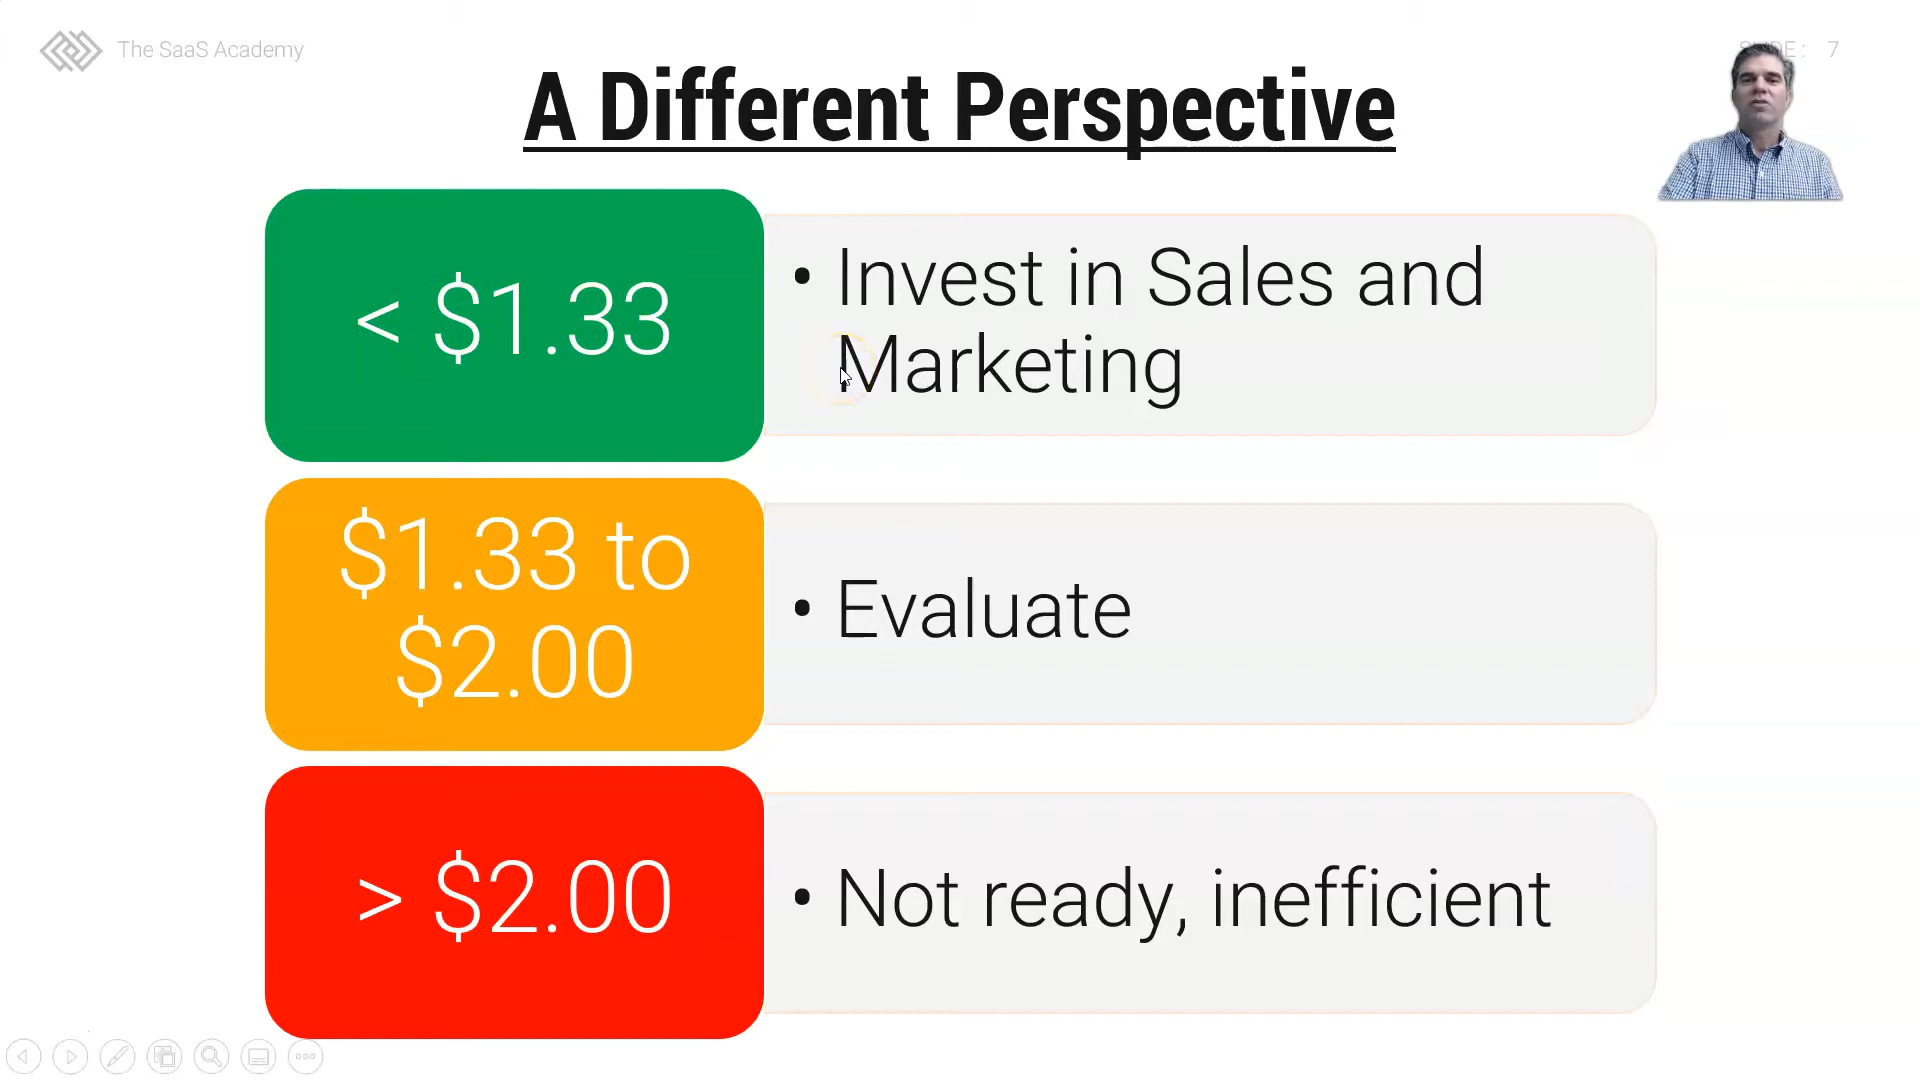 The SaaS Academy
7
A Different Perspective
< $1.33
• Invest in Sales and
Marketing
$1.33 to
$2.00
• Evaluate
> $2.00
• Not ready, inefficient